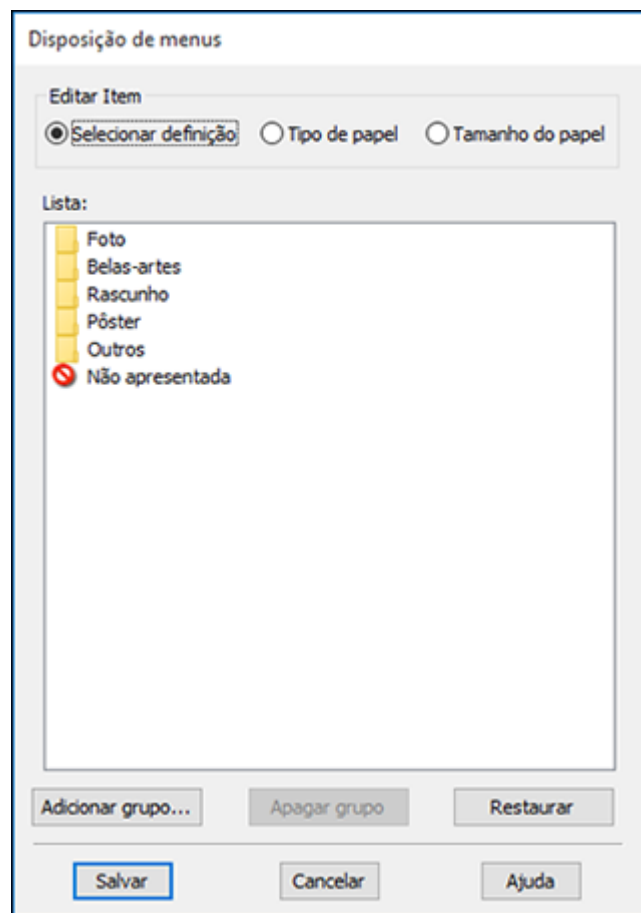 Disposição de menus
Editar Item
Selecionar definição Tipo de papel Tamanho do papel
Lista:
Foto
Belas-artes
Rascunho
Pôster
Outros
Não apresentada
Adicionar grupo... Apagar grupo Restaurar
Salvar Cancelar Ajuda